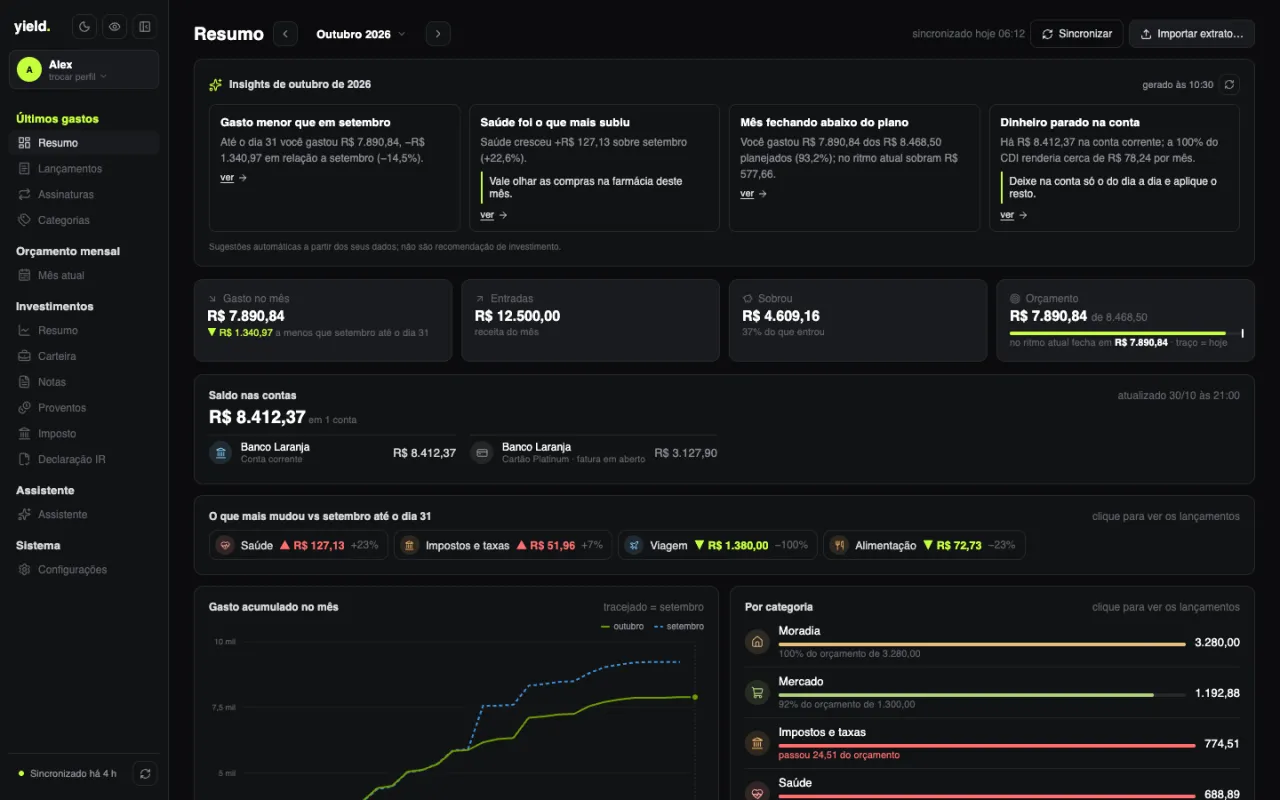 yield.
Alex
A
trocar perfil
Últimos gastos
Resumo
Lançamentos
Assinaturas
Categorias
Orçamento mensal
Mês atual
Investimentos
Resumo
Carteira
Notas
Proventos
Imposto
Declaração IR
Assistente
Assistente
Sistema
Configurações
Sincronizado há 4 h
Resumo
Outubro 2026
sincronizado hoje 06:12
Sincronizar
Importar extrato...
Insights de outubro de 2026
gerado às 10:30
Gasto menor que em setembro
Até o dia 31 você gastou R$ 7.890,84, −R$
1.340,97 em relação a setembro (−14,5%).
ver →
Saúde foi o que mais subiu
Saúde cresceu +R$ 127,13 sobre setembro
(+22,6%).
Vale olhar as compras na farmácia deste
mês.
ver →
Mês fechando abaixo do plano
Você gastou R$ 7.890,84 dos R$ 8.468,50
planejados (93,2%); no ritmo atual sobram R$
577,66.
ver →
Dinheiro parado na conta
Há R$ 8.412,37 na conta corrente; a 100% do
CDI renderia cerca de R$ 78,24 por mês.
Deixe na conta só o do dia a dia e aplique o
resto.
ver →
Sugestões automáticas a partir dos seus dados; não são recomendação de investimento.
Gasto no mês
R$ 7.890,84
▼ R$ 1.340,97 a menos que setembro até o dia 31
Entradas
R$ 12.500,00
receita do mês
Sobrou
R$ 4.609,16
37% do que entrou
Orçamento
R$ 7.890,84 de 8.468,50
no ritmo atual fecha em R$ 7.890,84 · traço = hoje
Saldo nas contas
atualizado 30/10 às 21:00
R$ 8.412,37 em 1 conta
Banco Laranja
Conta corrente
R$ 8.412,37
Banco Laranja
Cartão Platinum · fatura em aberto
R$ 3.127,90
O que mais mudou vs setembro até o dia 31
clique para ver os lançamentos
Saúde ▲ R$ 127,13 +23%
Impostos e taxas ▲ R$ 51,96 +7%
Viagem ▼ R$ 1.380,00 −100%
Alimentação ▼ R$ 72,73 −23%
Gasto acumulado no mês
tracejado = setembro
outubro
setembro
10 mil
7,5 mil
5 mil
Por categoria
clique para ver os lançamentos
Moradia
3.280,00
100% do orçamento de 3.280,00
Mercado
1.192,88
92% do orçamento de 1.300,00
Impostos e taxas
774,51
passou 24,51 do orçamento
Saúde
688,89